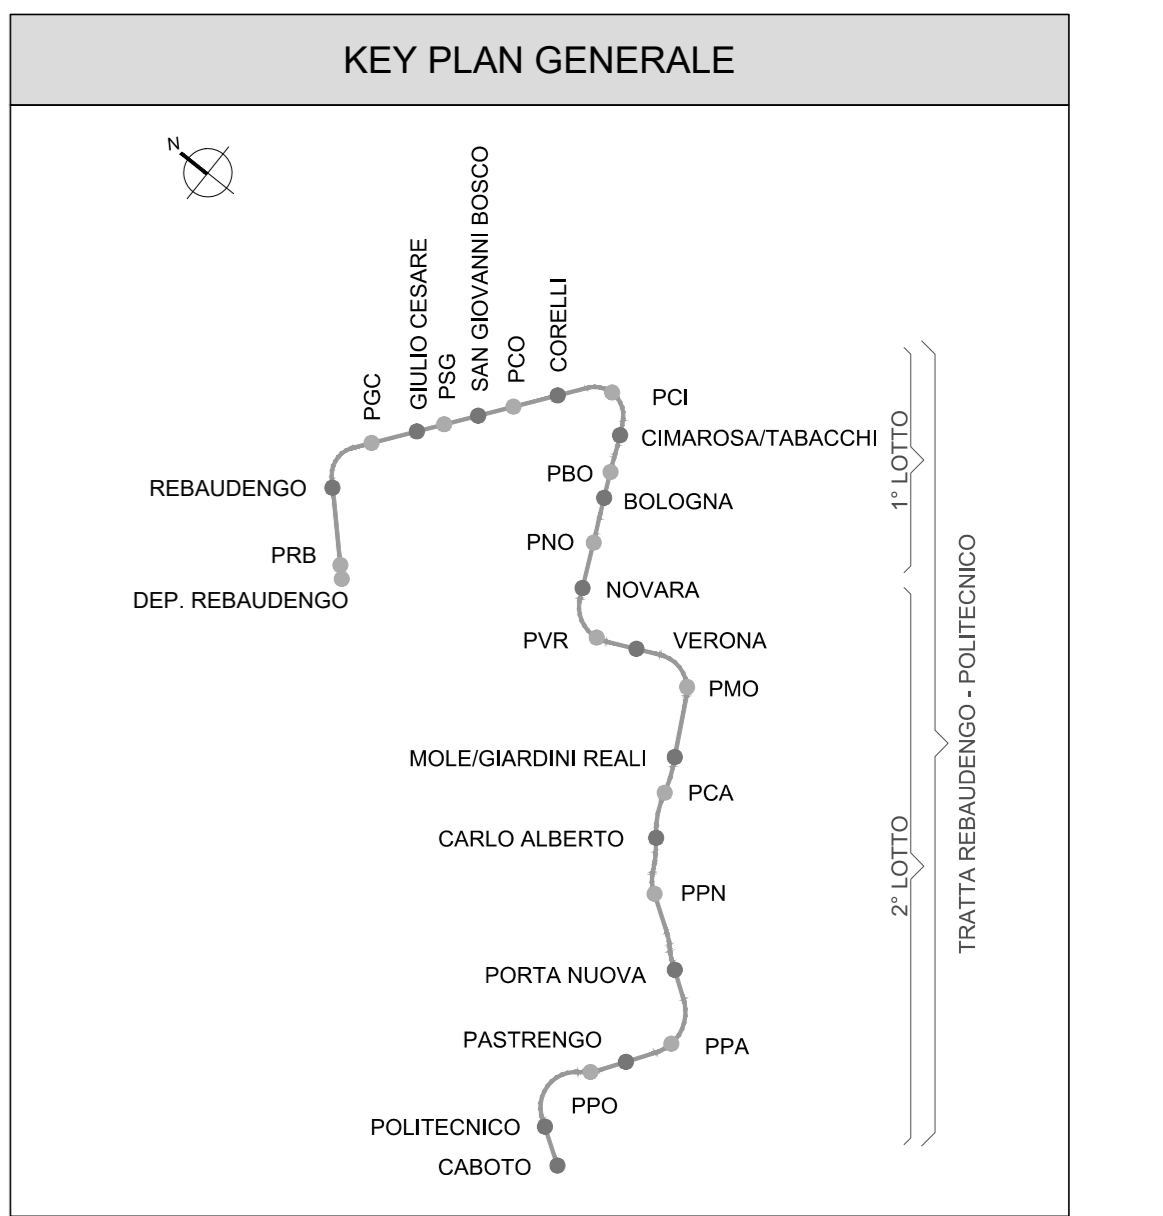 KEY PLAN GENERALE
N
PGC
GIULIO CESARE
PSG
SAN GIOVANNI BOSCO
PCO
CORELLI
PCI
CIMAROSA/TABACCHI
REBAUDENGO
PBO
BOLOGNA
PRB
PNO
DEP. REBAUDENGO
NOVARA
PVR
VERONA
PMO
MOLE/GIARDINI REALI
PCA
CARLO ALBERTO
PPN
PORTA NUOVA
PASTRENGO
PPA
PPO
POLITECNICO
CABOTO
1° LOTTO
2° LOTTO
TRATTA REBAUDENGO - POLITECNICO